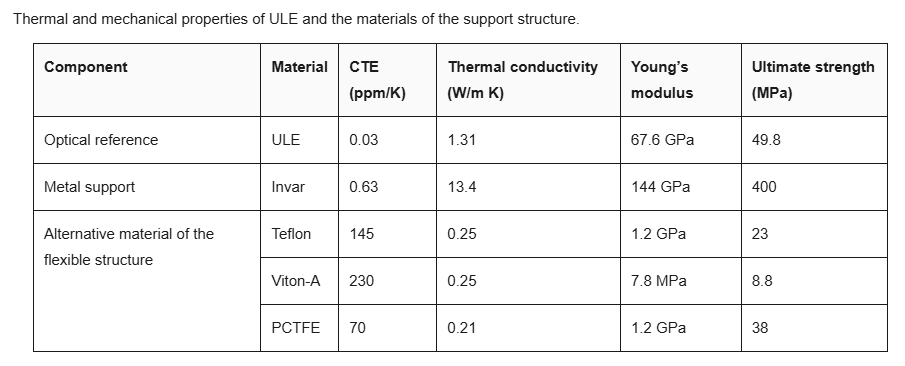 Thermal and mechanical properties of ULE and the materials of the support structure.
Component Material CTE (ppm/K) Thermal conductivity (W/m K) Young's modulus Ultimate strength (MPa)
Optical reference ULE 0.03 1.31 67.6 GPa 49.8
Metal support Invar 0.63 13.4 144 GPa 400
Alternative material of the flexible structure Teflon 145 0.25 1.2 GPa 23
Viton-A 230 0.25 7.8 MPa 8.8
PCTFE 70 0.21 1.2 GPa 38